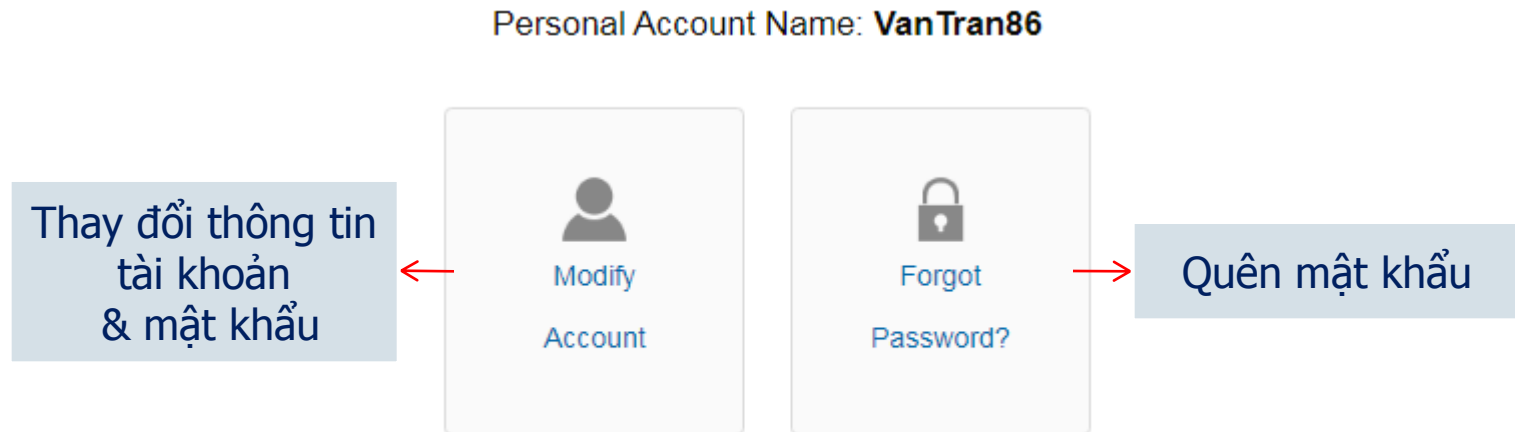 Personal Account Name: VanTran86
Thay đổi thông tin
tài khoản
& mật khẩu
Modify
Account
Forgot
Password?
Quên mật khẩu